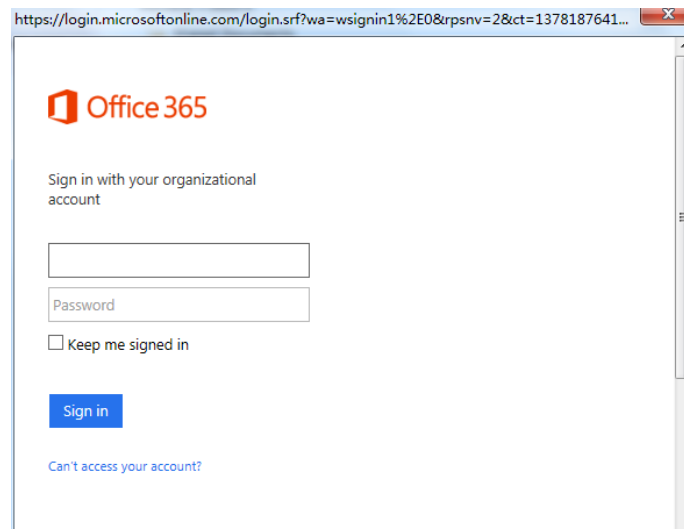 https://login.microsoftonline.com/login.srf?wa=wsignin1%2E0&rpsnv=2&ct=1378187641...
Office 365
Sign in with your organizational
account
Password
Keep me signed in
Sign in
Can't access your account?